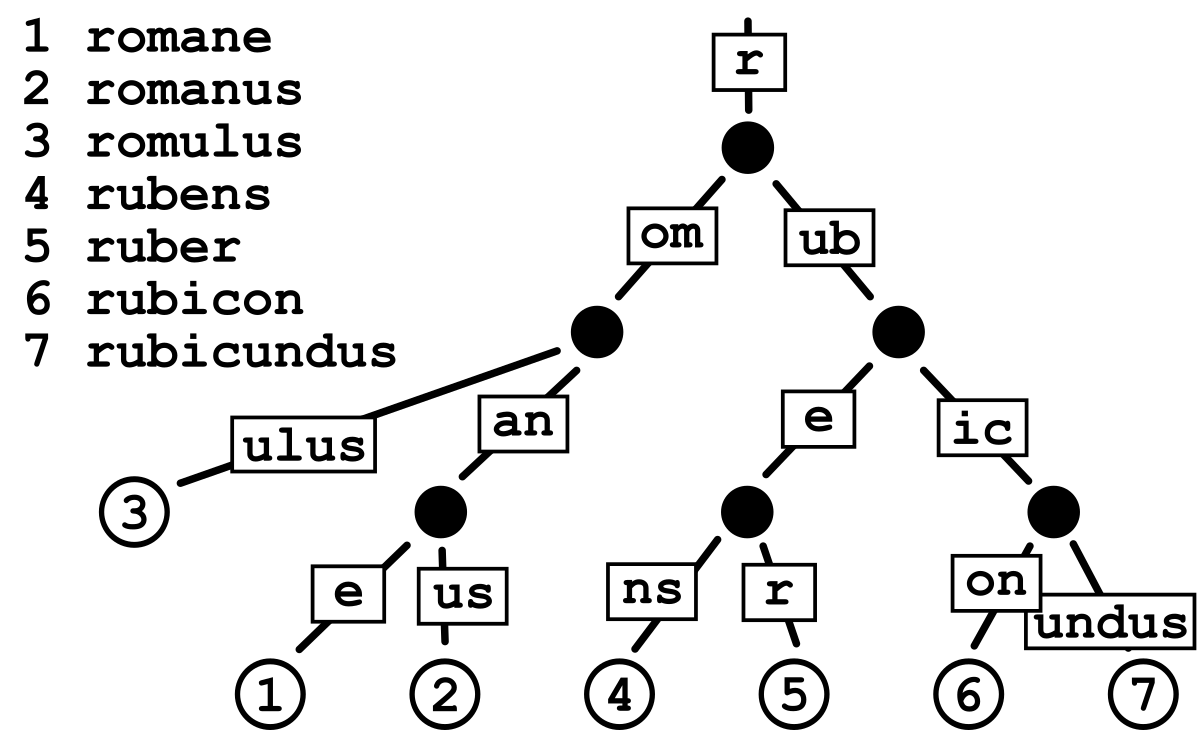 1 romane
2 romanus
3 romulus
4 rubens
5 ruber
6 rubicon
7 rubicundus
r
om ub
ulus an e ic
3
e us ns r on undus
1 2 4 5 6 7